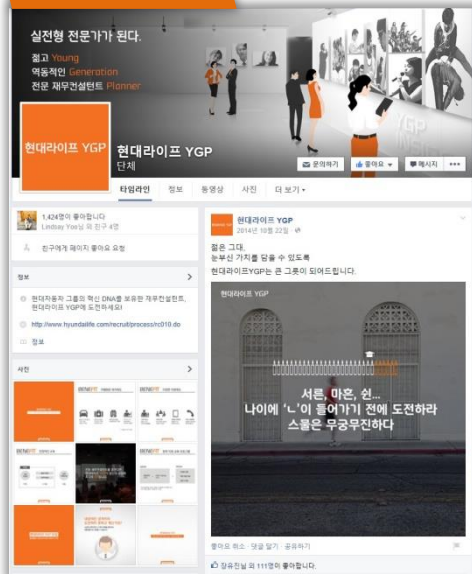 실전형 전문가가 된다.
젊고 Young
역동적인 Generation
전문 재무컨설턴트 Planner
YGP
현대라이프 YGP
현대라이프 YGP
단체
문의하기
좋아요
메시지
타임라인 정보 동영상 사진 더 보기
1,424명이 좋아합니다
Lindsay Yoo님 외 친구 4명
친구에게 페이지 좋아요 요청
정보
현대자동차 그룹의 혁신 DNA를 보유한 재무컨설턴트,
현대라이프 YGP에 도전하세요!
http://www.hyundailife.com/recruit/process/rc010.do
정보
사진
현대라이프 YGP
2014년 10월 22일
젊은 그대,
눈부신 가치를 담을 수 있도록
현대라이프YGP는 큰 그릇이 되어드립니다.
현대라이프 YGP
서른, 마흔, 쉰...
나이에 'ㄴ'이 들어가기 전에 도전하라
스물은 무궁무진하다
좋아요 취소 · 댓글 달기 · 공유하기
장유진님 외 111명이 좋아합니다.